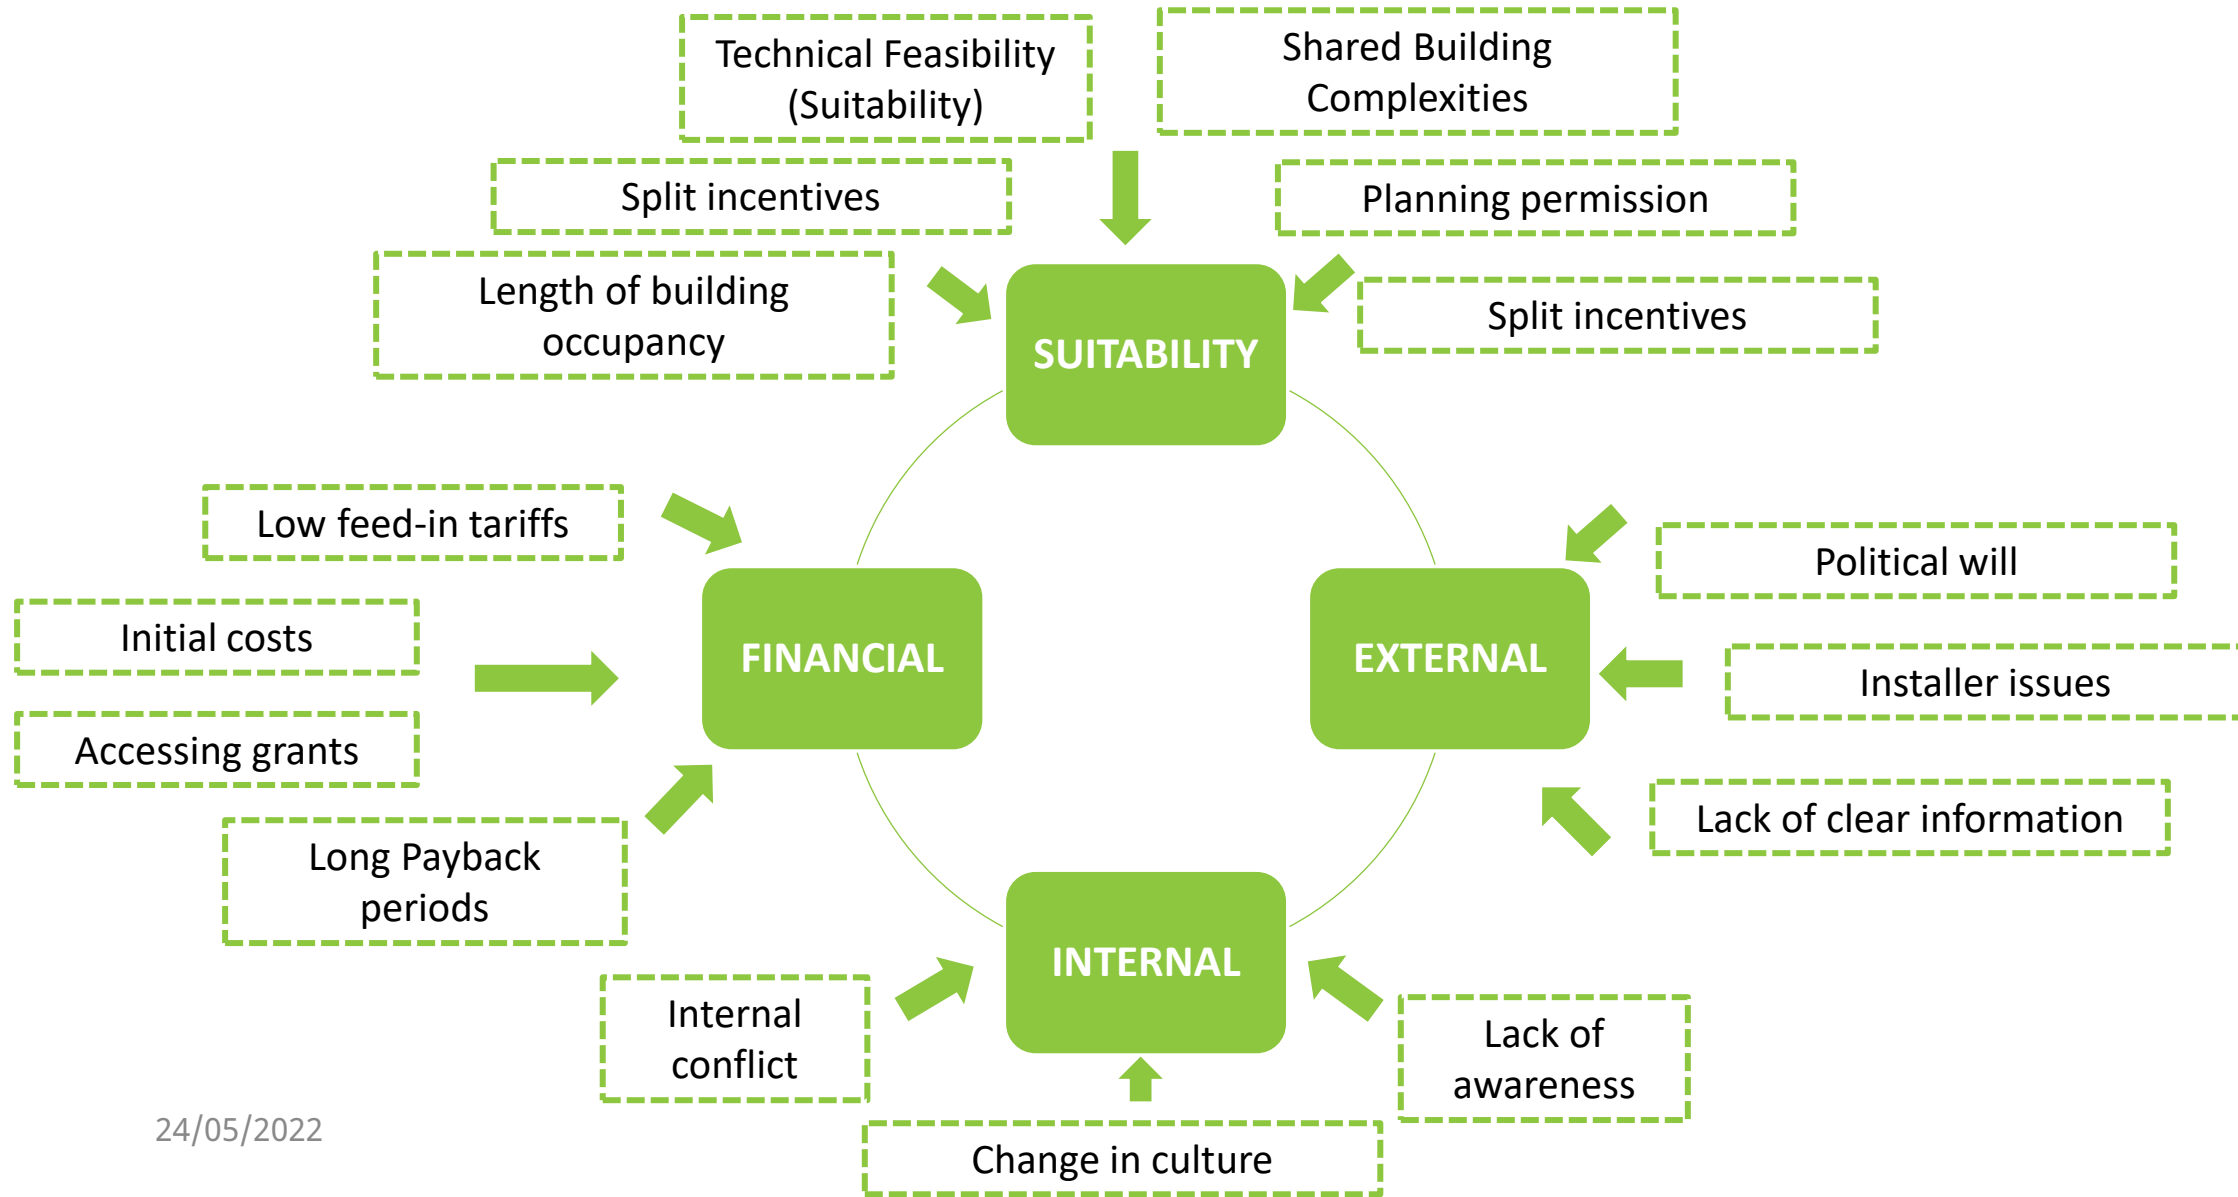 Technical Feasibility
(Suitability)
Shared Building
Complexities
Split incentives
Planning permission
Length of building
occupancy
Split incentives
SUITABILITY
Low feed-in tariffs
Political will
Initial costs
FINANCIAL
EXTERNAL
Installer issues
Accessing grants
Lack of clear information
Long Payback
periods
INTERNAL
Internal
conflict
Lack of
awareness
Change in culture
24/05/2022